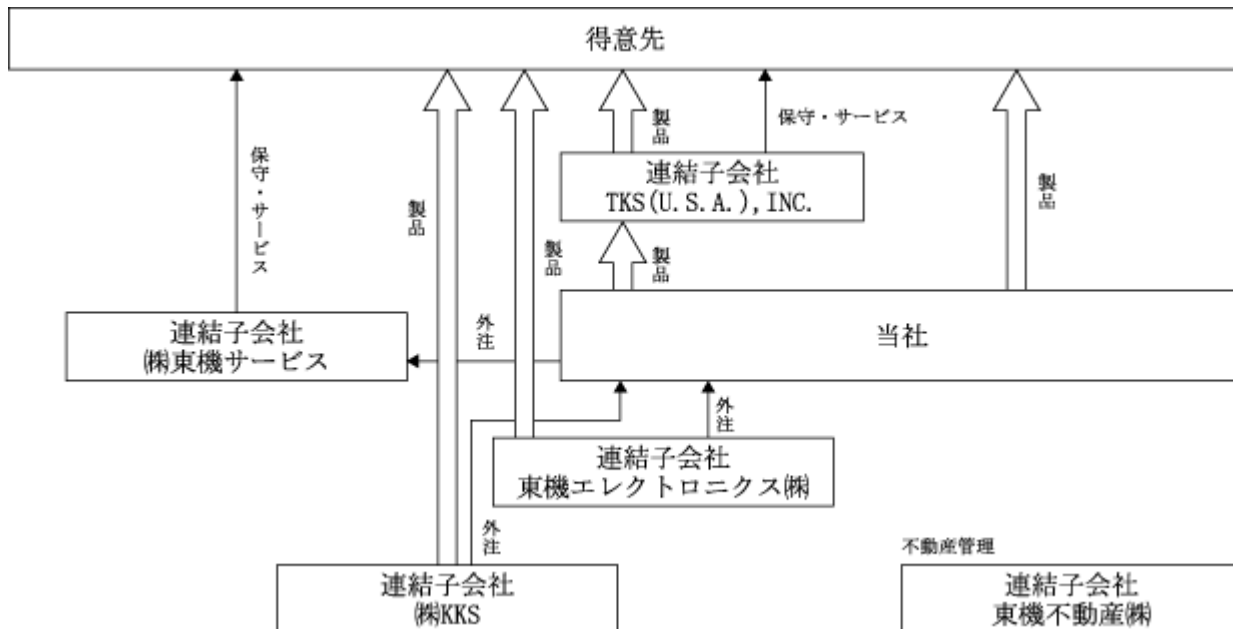 得意先
保守・サービス
製品
製品
製品
保守・サービス
製品
連結子会社
TKS(U.S.A.),INC.
製品
連結子会社
㈱東機サービス
外注
当社
外注
連結子会社
東機エレクトロニクス㈱
外注
不動産管理
連結子会社
㈱KKS
連結子会社
東機不動産㈱